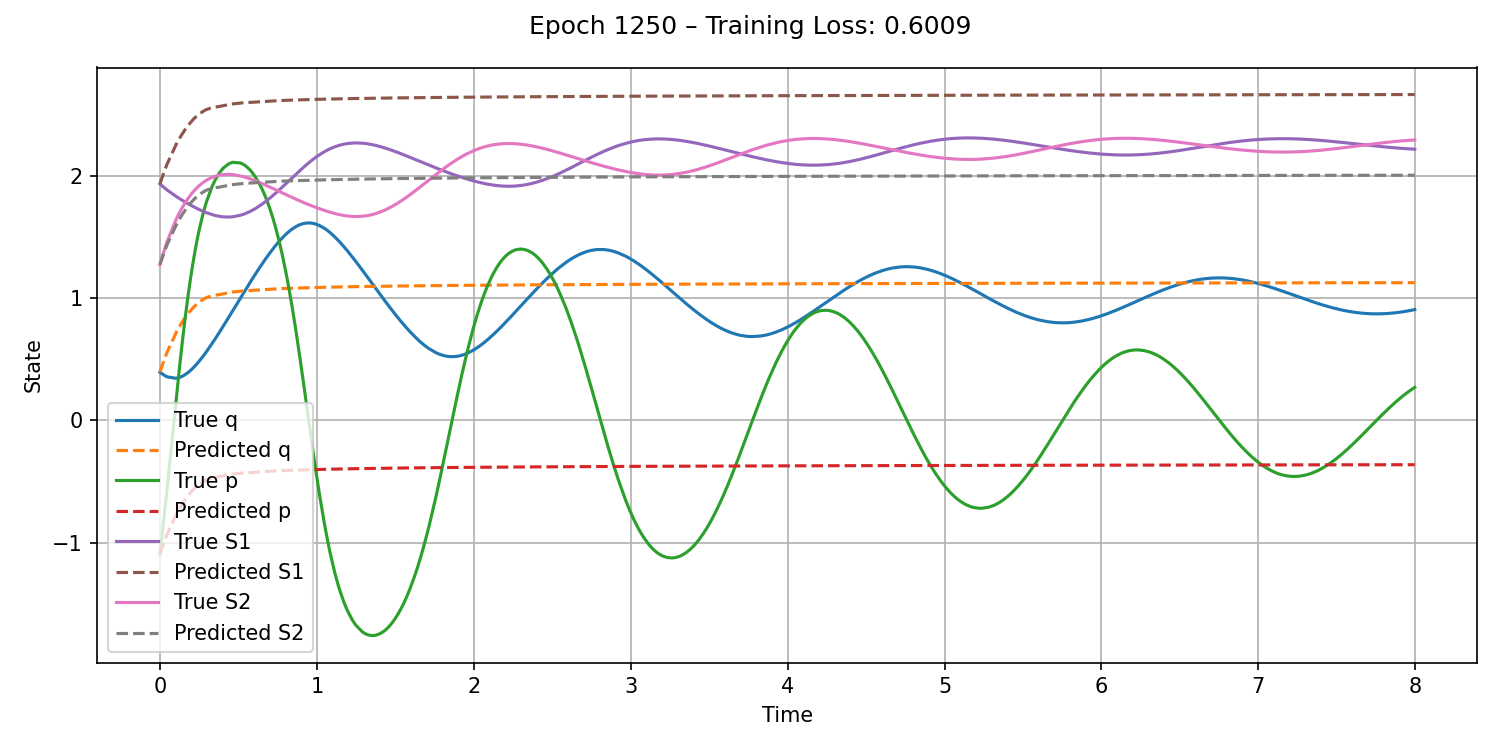 Epoch 1250 – Training Loss: 0.6009
State
2
1
0
−1
True q
Predicted q
True p
Predicted p
True S1
Predicted S1
True S2
Predicted S2
0 1 2 3 4 5 6 7 8
Time